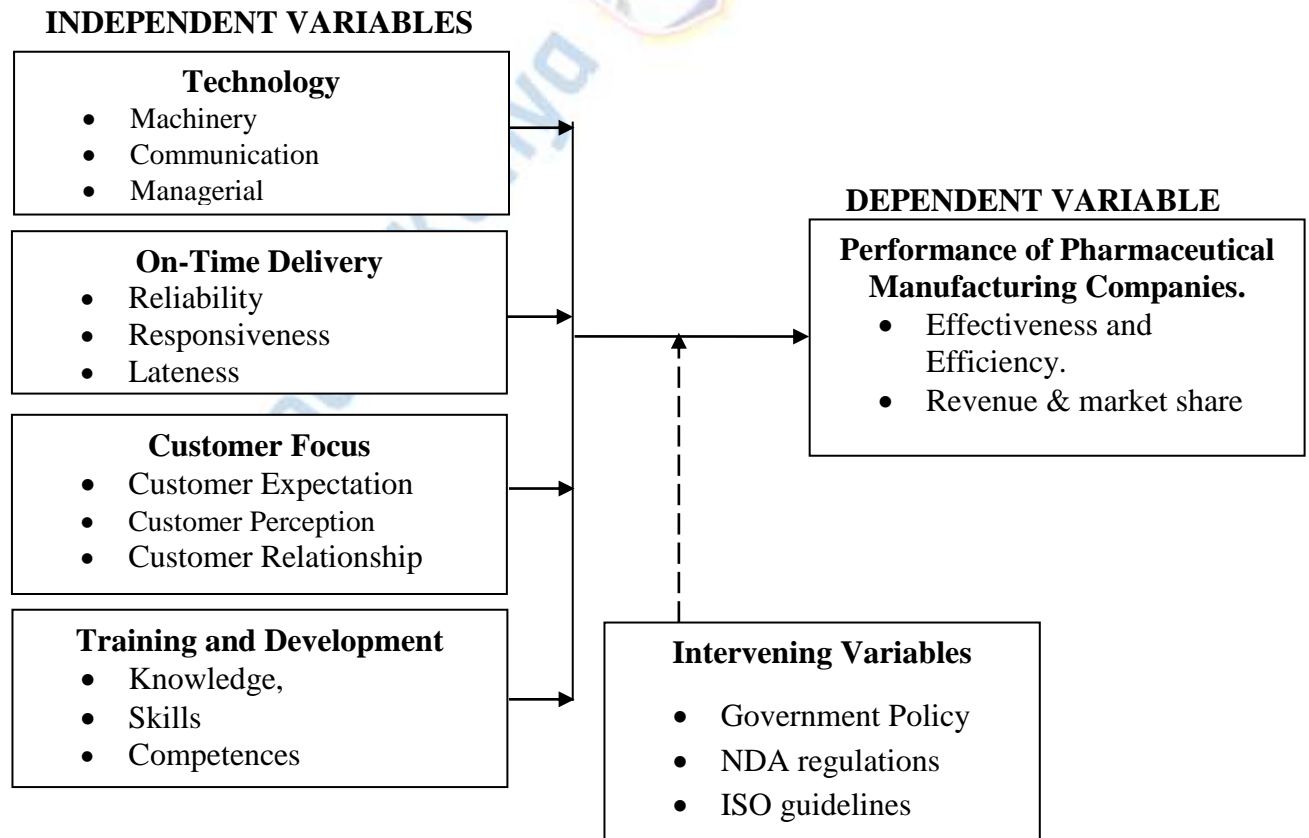 INDEPENDENT VARIABLES
Technology
• Machinery
• Communication
• Managerial
On-Time Delivery
• Reliability
• Responsiveness
• Lateness
Customer Focus
• Customer Expectation
• Customer Perception
• Customer Relationship
Training and Development
• Knowledge,
• Skills
• Competences
DEPENDENT VARIABLE
Performance of Pharmaceutical
Manufacturing Companies.
• Effectiveness and
Efficiency.
• Revenue & market share
Intervening Variables
• Government Policy
• NDA regulations
• ISO guidelines